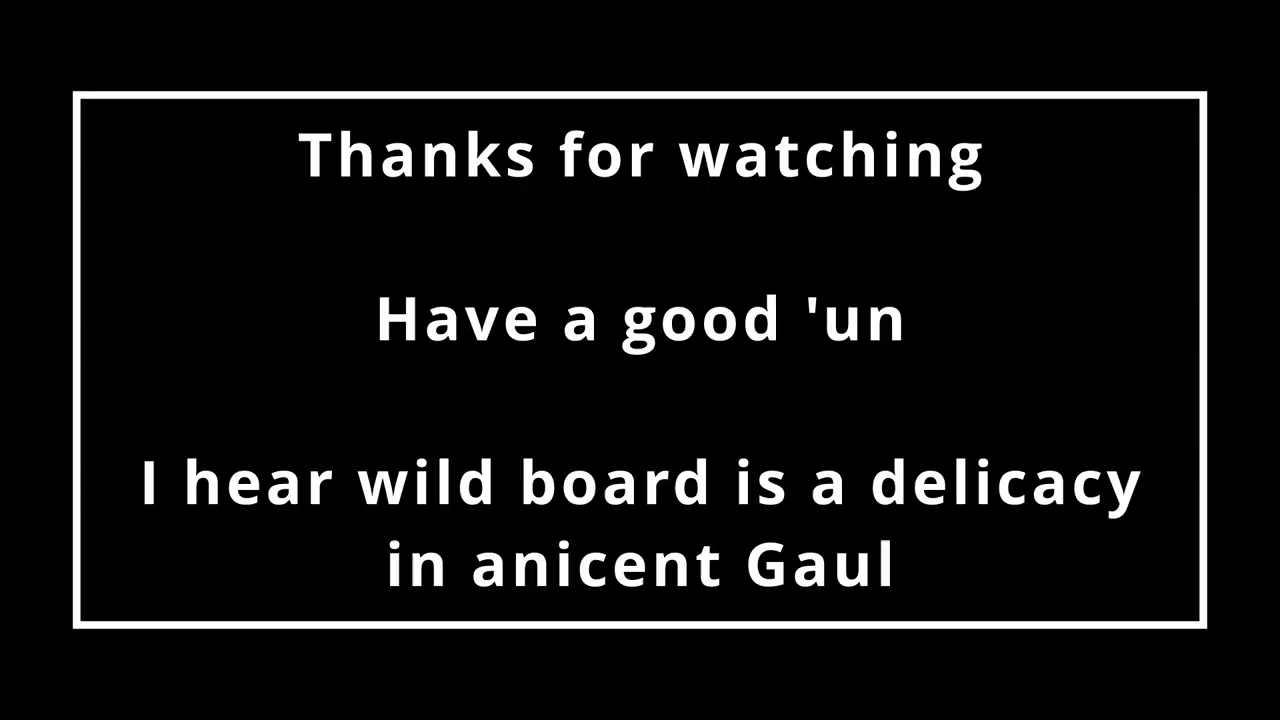 Thanks for watching
Have a good 'un
I hear wild board is a delicacy
in anicent Gaul